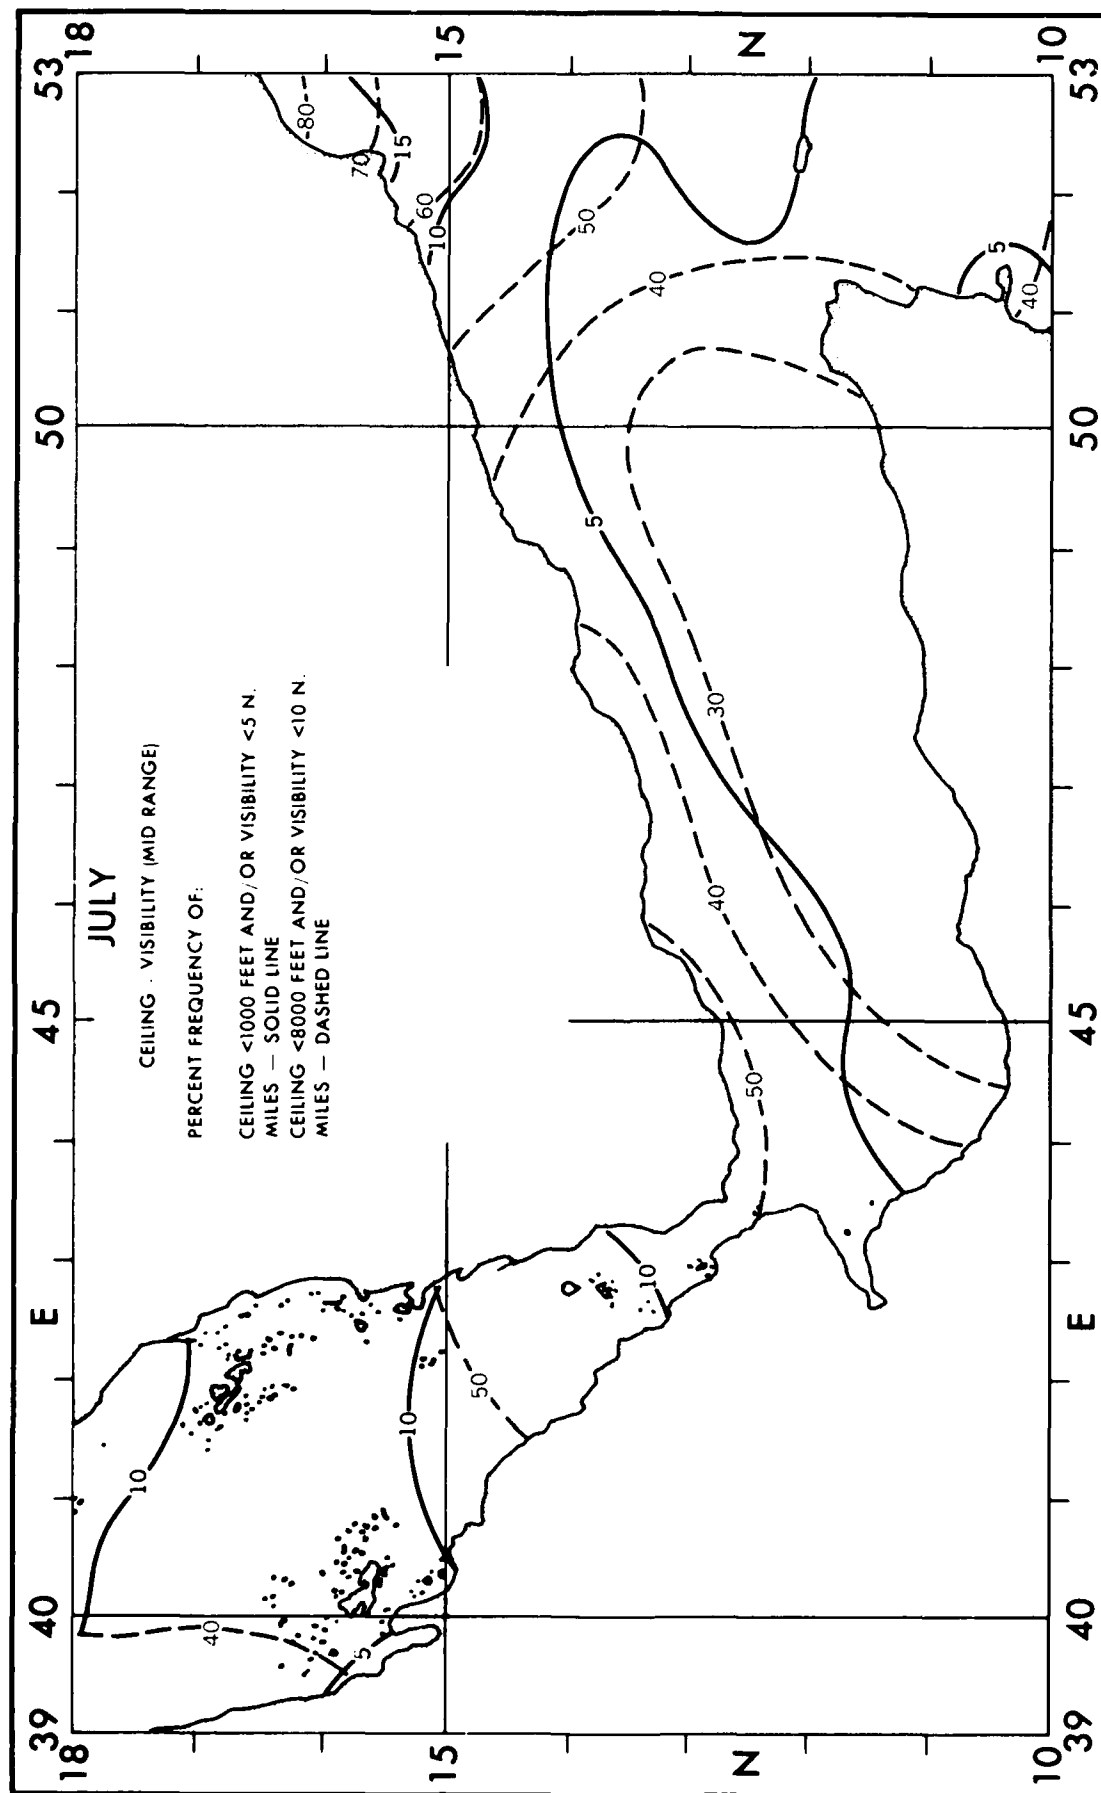 JULY
CEILING - VISIBILITY (MID RANGE)
PERCENT FREQUENCY OF:
CEILING <1000 FEET AND/OR VISIBILITY <5 N.
MILES — SOLID LINE
CEILING <8000 FEET AND/OR VISIBILITY <10 N.
MILES — DASHED LINE
39 40 E 45 50 53
18
15
N
10
18
15
N
10
39 40 E 45 50 53
10
40
5
10
50
10
50
40
30
5
40
50
10
60
15
70
80
5
40